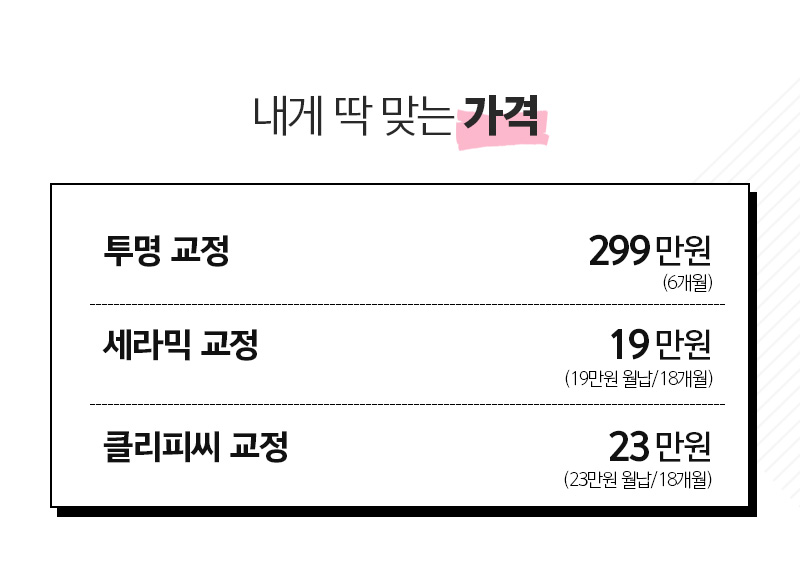 내게 딱 맞는 가격
투명 교정 299 만원
(6개월)
세라믹 교정 19 만원
(19만원 월납/18개월)
클리피씨 교정 23 만원
(23만원 월납/18개월)